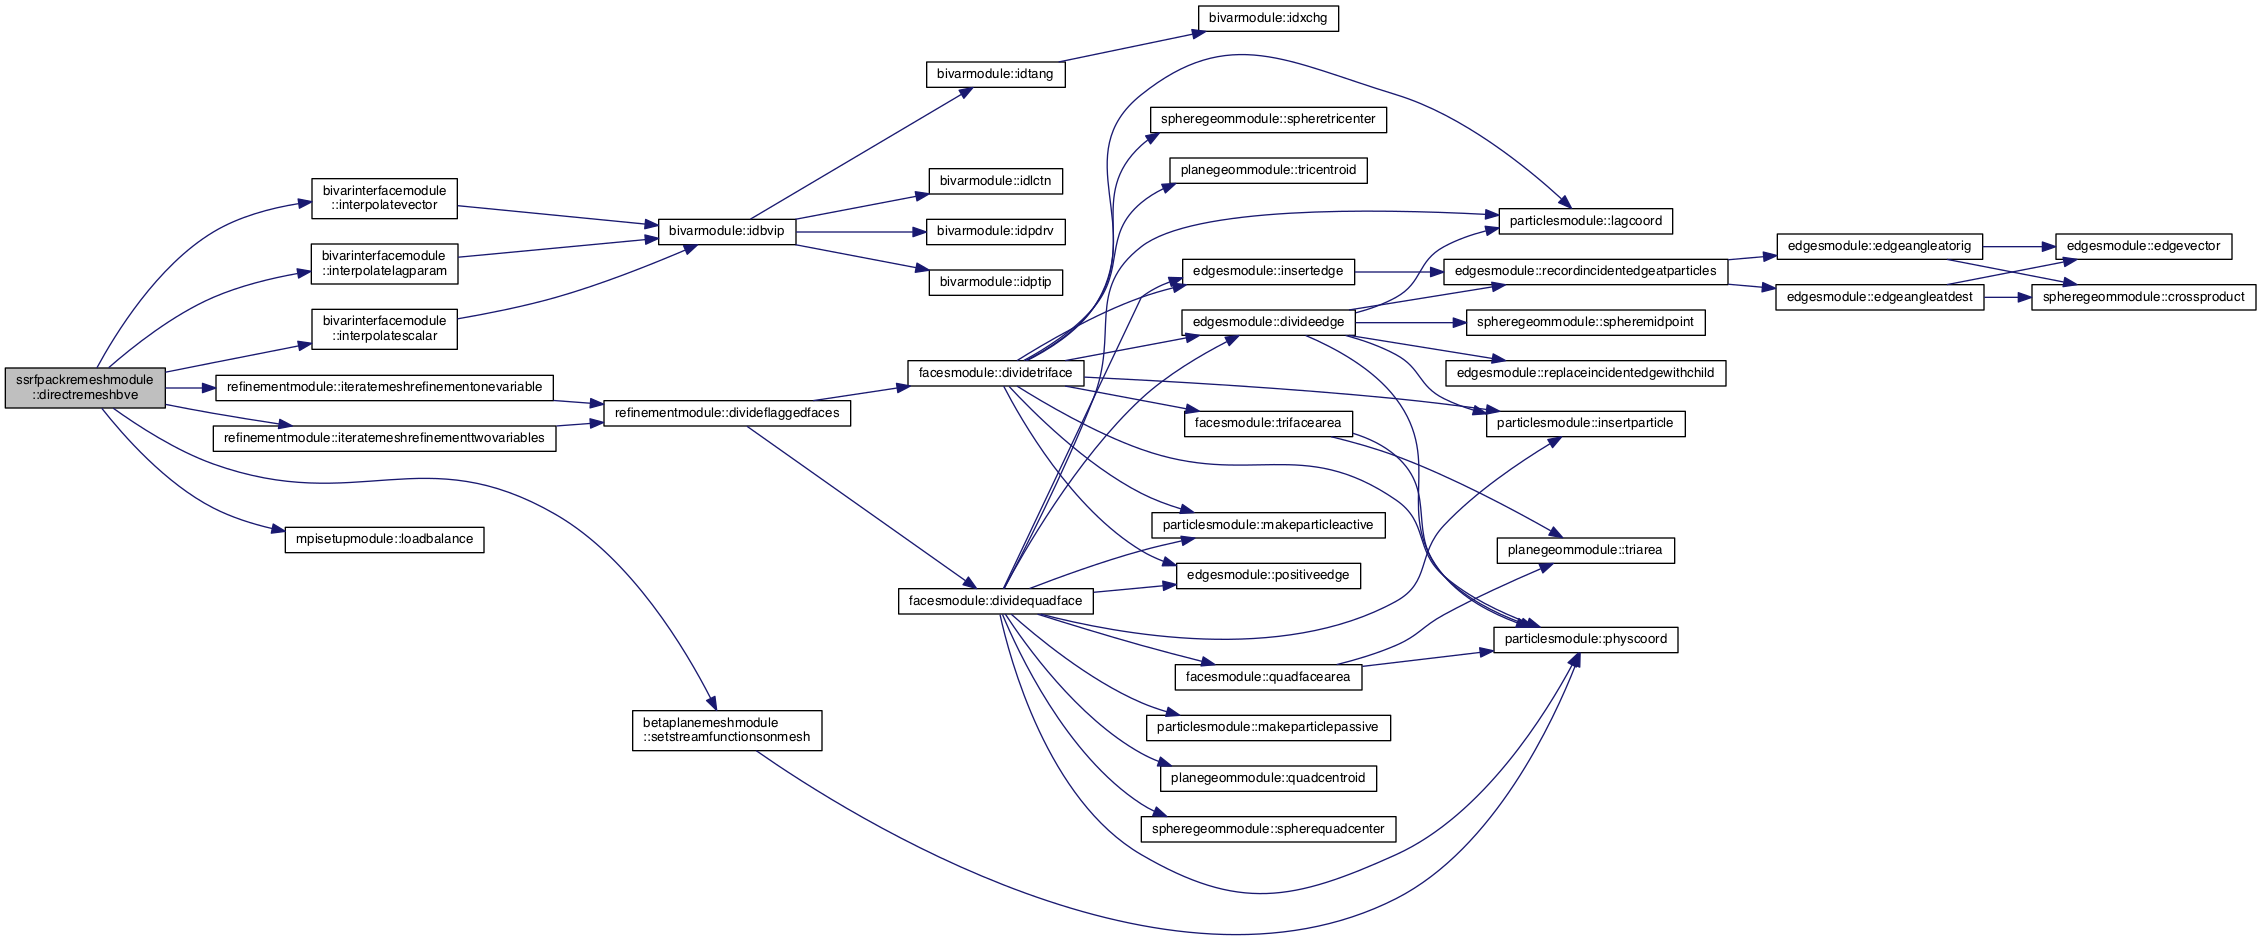 ssrfpackremeshmodule
::directremeshbve
bivarinterfacemodule
::interpolatevector
bivarinterfacemodule
::interpolatelagparam
bivarinterfacemodule
::interpolatescalar
refinementmodule::iteratemeshrefinementonevariable
refinementmodule::iteratemeshrefinementtwovariables
mpisetupmodule::loadbalance
bivarmodule::idbvip
refinementmodule::divideflaggedfaces
betaplanemeshmodule
::setstreamfunctionsonmesh
bivarmodule::idtang
bivarmodule::idlctn
bivarmodule::idpdrv
bivarmodule::idptip
facesmodule::dividetriface
facesmodule::dividequadface
bivarmodule::idxchg
spheregeommodule::spheretricenter
planegeommodule::tricentroid
edgesmodule::insertedge
edgesmodule::divideedge
facesmodule::trifacearea
particlesmodule::makeparticleactive
edgesmodule::positiveedge
facesmodule::quadfacearea
particlesmodule::makeparticlepassive
planegeommodule::quadcentroid
spheregeommodule::spherequadcenter
particlesmodule::lagcoord
edgesmodule::recordincidentedgeatparticles
spheregeommodule::spheremidpoint
edgesmodule::replaceincidentedgewithchild
particlesmodule::insertparticle
planegeommodule::triarea
particlesmodule::physcoord
edgesmodule::edgeangleatorig
edgesmodule::edgeangleatdest
edgesmodule::edgevector
spheregeommodule::crossproduct